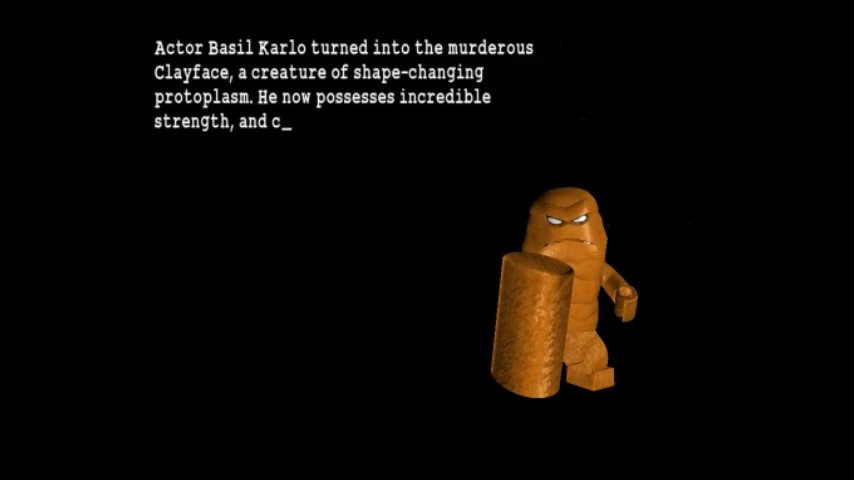 Actor Basil Karlo turned into the murderous
Clayface, a creature of shape-changing
protoplasm. He now possesses incredible
strength, and c_